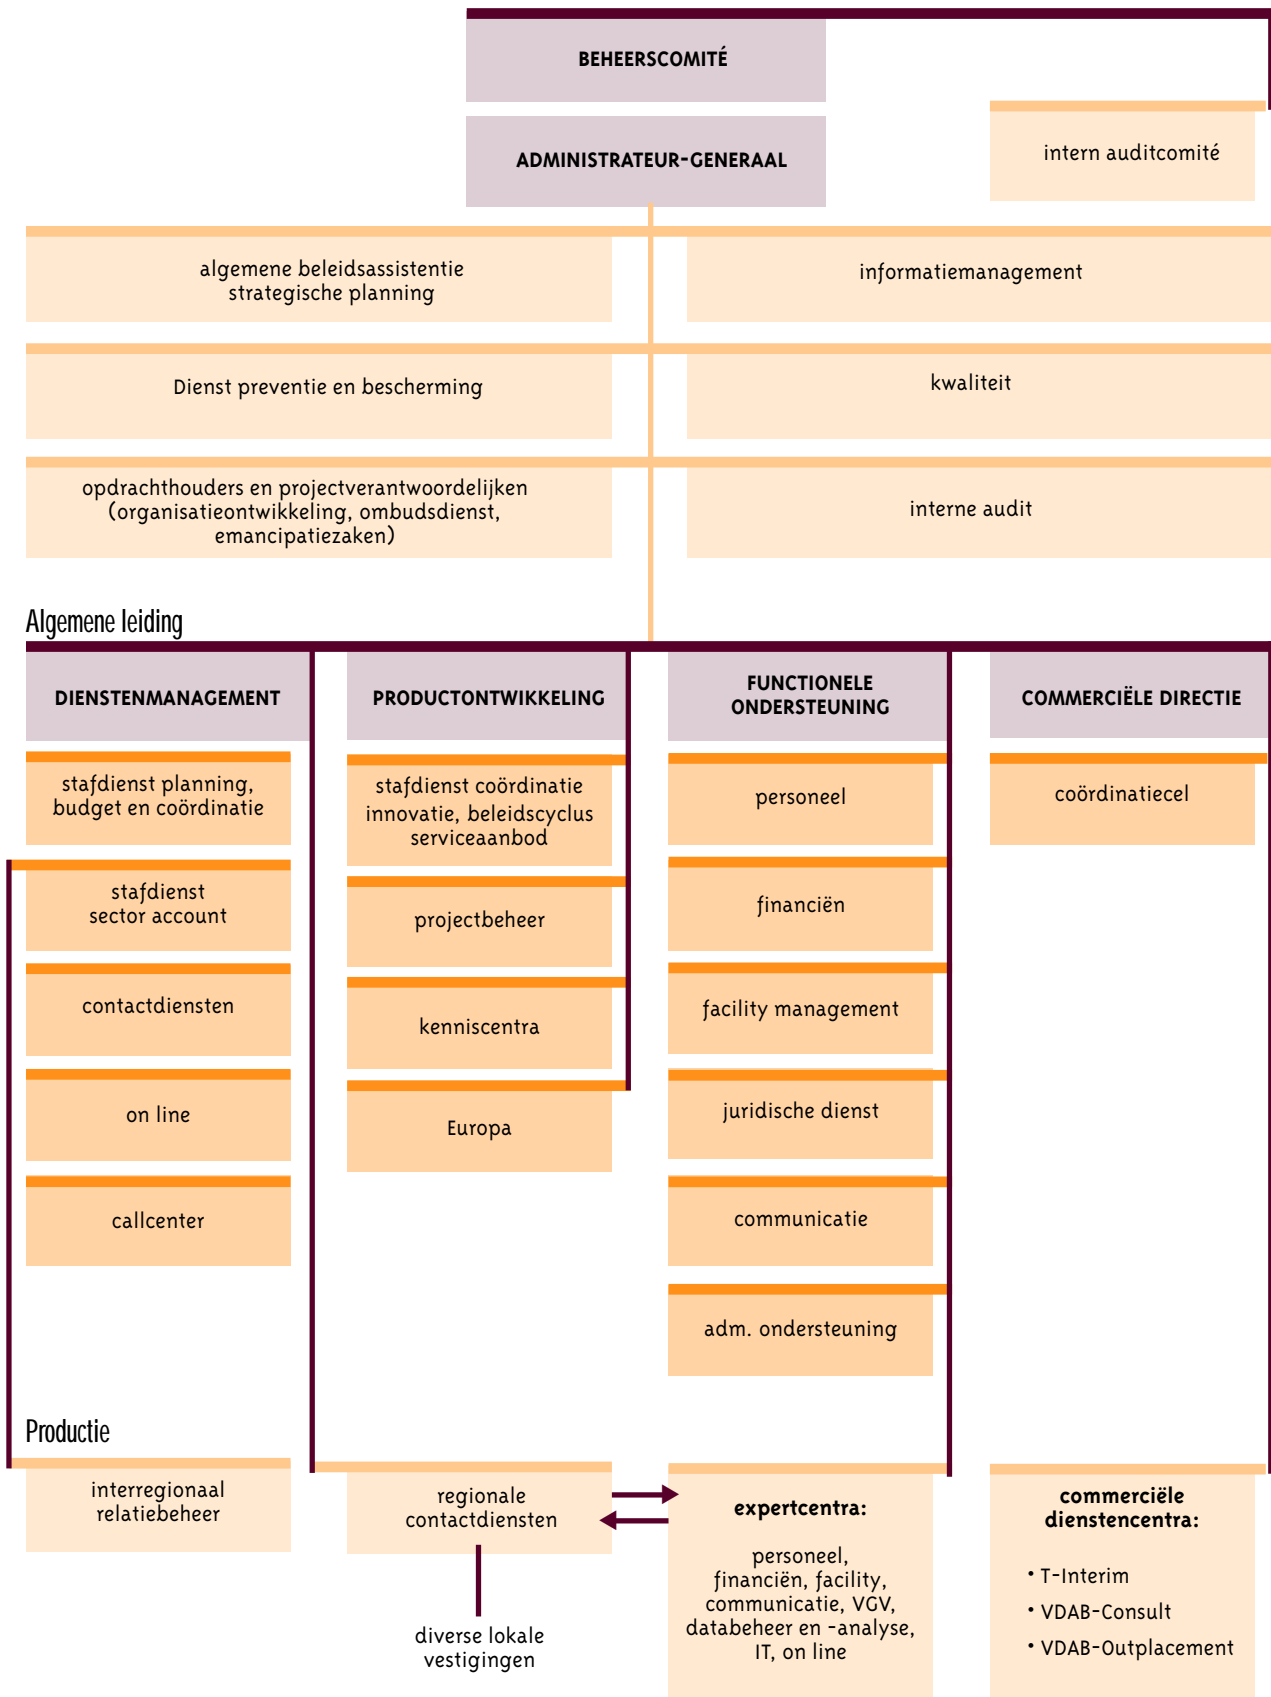 BEHEERSCOMITÉ
ADMINISTRATEUR-GENERAAL
intern auditcomité
algemene beleidsassistentie
strategische planning
informatiemanagement
Dienst preventie en bescherming
kwaliteit
opdrachthouders en projectverantwoordelijken
(organisatieontwikkeling, ombudsdienst,
emancipatiezaken)
interne audit
Algemene leiding
DIENSTENMANAGEMENT
stafdienst planning,
budget en coördinatie
stafdienst
sector account
contactdiensten
on line
callcenter
PRODUCTONTWIKKELING
stafdienst coördinatie
innovatie, beleidscyclus
serviceaanbod
projectbeheer
kenniscentra
Europa
FUNCTIONELE
ONDERSTEUNING
personeel
financiën
facility management
juridische dienst
communicatie
adm. ondersteuning
COMMERCIËLE DIRECTIE
coördinatiecel
Productie
interregionaal
relatiebeheer
regionale
contactdiensten
diverse lokale
vestigingen
expertcentra:
personeel,
financiën, facility,
communicatie, VGV,
databeheer en -analyse,
IT, on line
commerciële
dienstencentra:
• T-Interim
• VDAB-Consult
• VDAB-Outplacement